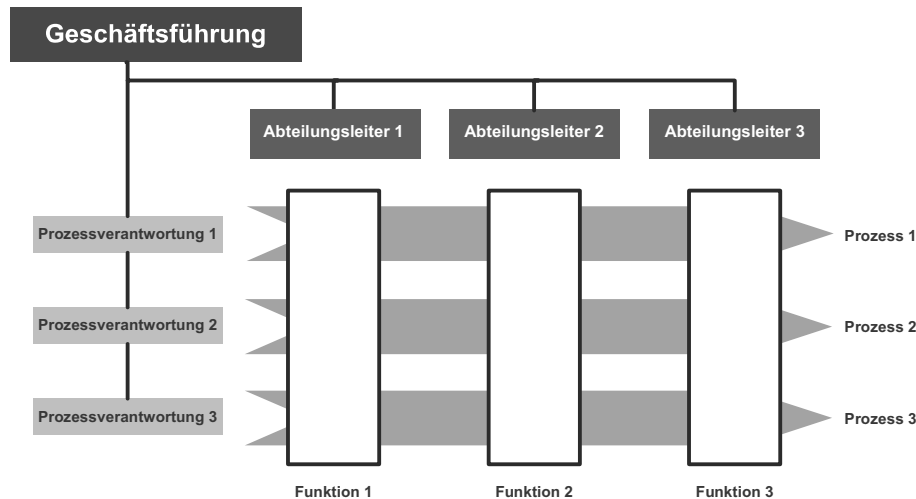 Geschäftsführung
Abteilungsleiter 1
Abteilungsleiter 2
Abteilungsleiter 3
Prozessverantwortung 1
Prozess 1
Prozessverantwortung 2
Prozess 2
Prozessverantwortung 3
Prozess 3
Funktion 1
Funktion 2
Funktion 3